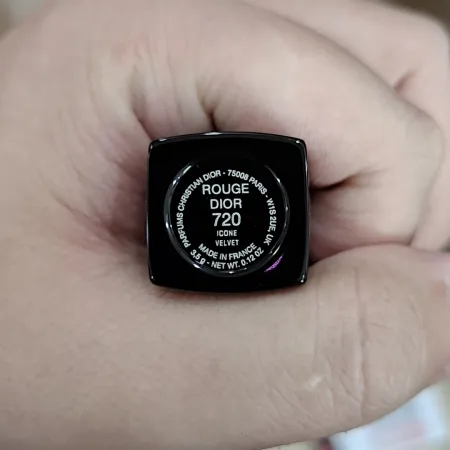 PARFUMS CHRISTIAN DIOR - 75008 PARIS - W1S 2UE, UK
ROUGE
DIOR
720
ICONE
VELVET
MADE IN FRANCE
3.5 g - NET WT. 0.12 OZ